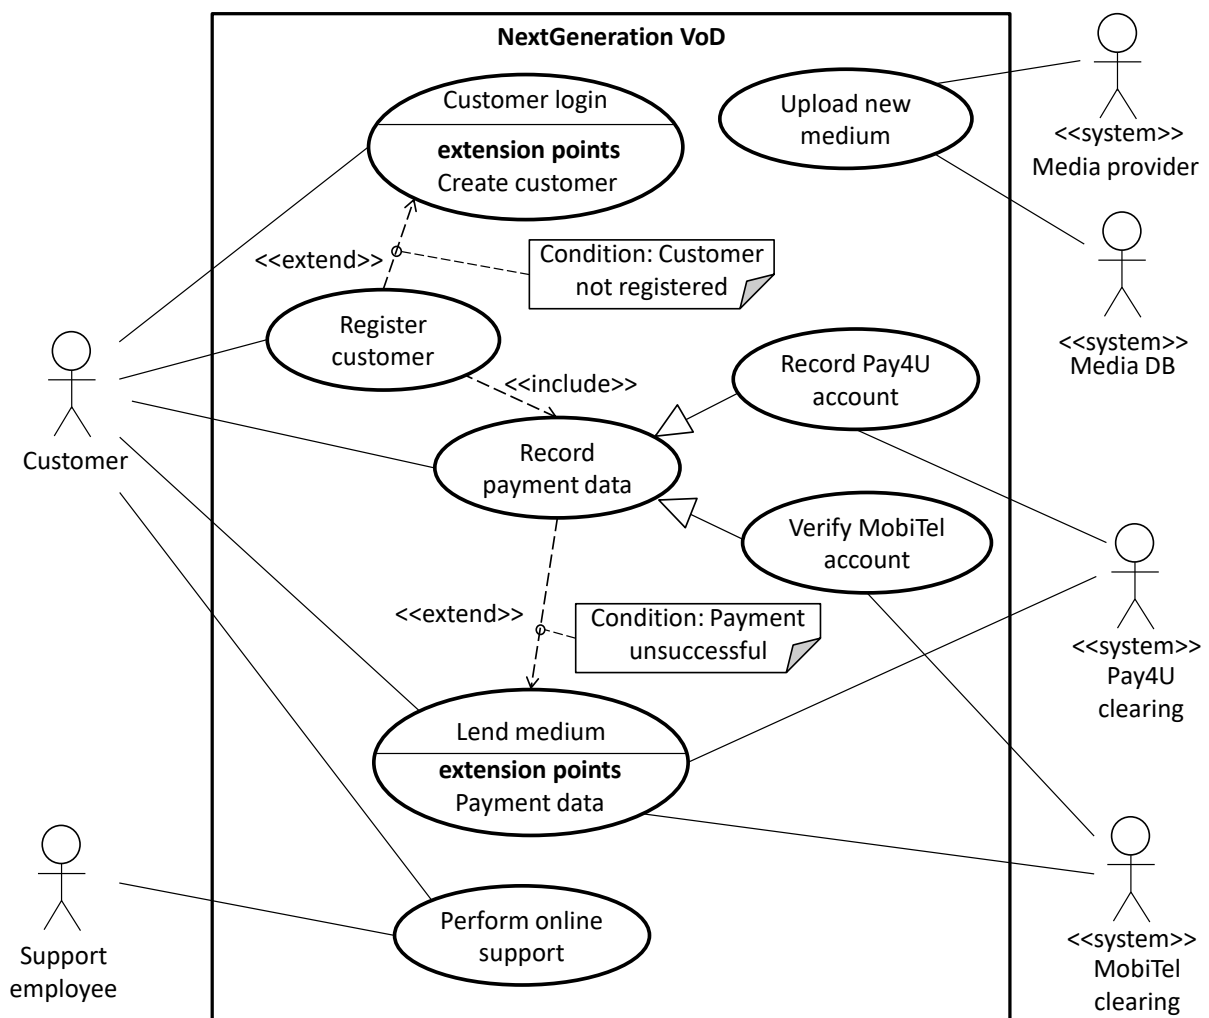 NextGeneration VoD
Customer login
extension points
Create customer
Upload new
medium
<<system>>
Media provider
<<extend>>
Condition: Customer
not registered
Register
customer
<<include>>
Record Pay4U
account
<<system>>
Media DB
Customer
Record
payment data
Verify MobiTel
account
<<extend>>
Condition: Payment
unsuccessful
<<system>>
Pay4U
clearing
Lend medium
extension points
Payment data
Perform online
support
Support
employee
<<system>>
MobiTel
clearing